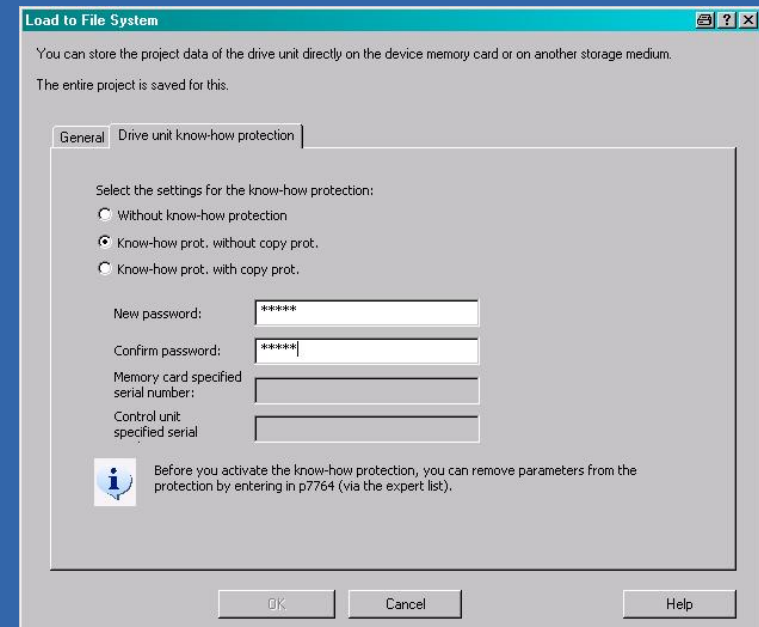 Load to File System
You can store the project data of the drive unit directly on the device memory card or on another storage medium.
The entire project is saved for this.
General
Drive unit know-how protection
Select the settings for the know-how protection:
Without know-how protection
Know-how prot. without copy prot.
Know-how prot. with copy prot.
New password: *****
Confirm password: *****
Memory card specified
serial number:
Control unit
specified serial
Before you activate the know-how protection, you can remove parameters from the
protection by entering in p7764 (via the expert list).
OK Cancel Help